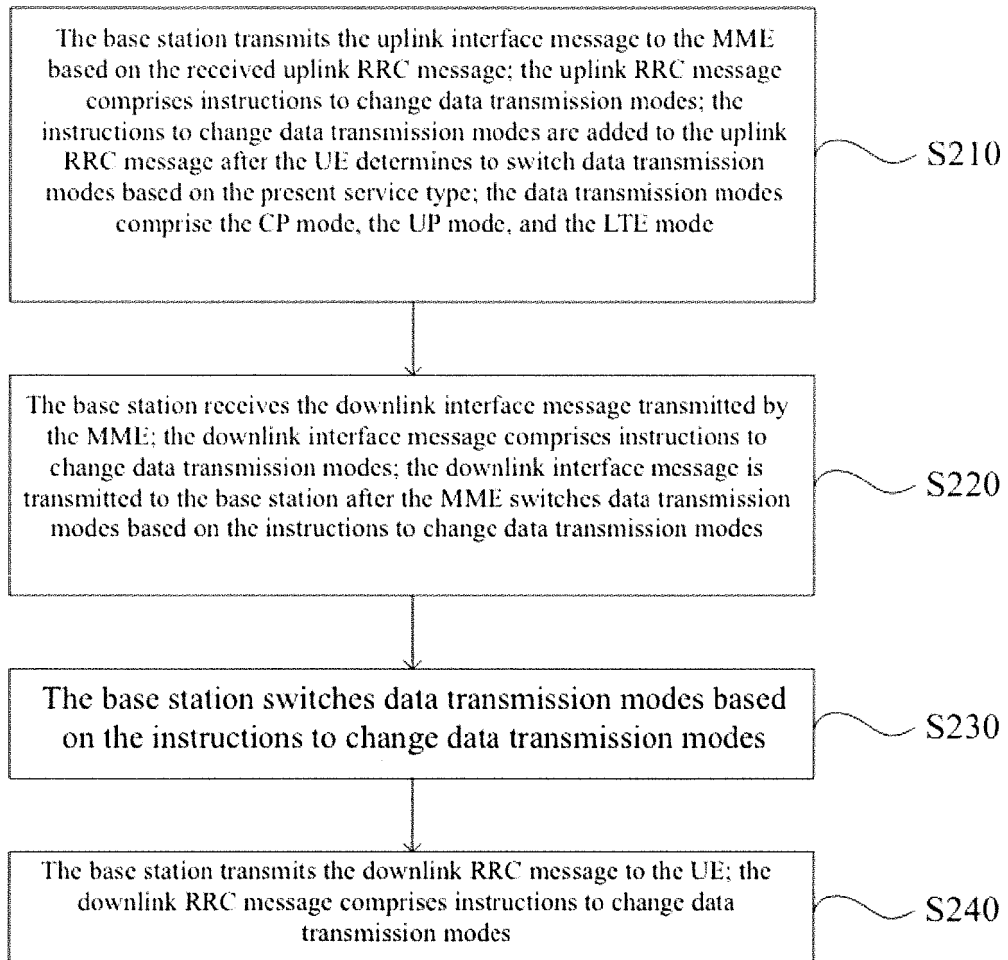 The base station transmits the uplink interface message to the MME
based on the received uplink RRC message; the uplink RRC message
comprises instructions to change data transmission modes; the
instructions to change data transmission modes are added to the uplink
RRC message after the UE determines to switch data transmission
modes based on the present service type; the data transmission modes
comprise the CP mode, the UP mode, and the LTE mode
S210
The base station receives the downlink interface message transmitted by
the MME; the downlink interface message comprises instructions to
change data transmission modes; the downlink interface message is
transmitted to the base station after the MME switches data transmission
modes based on the instructions to change data transmission modes
S220
The base station switches data transmission modes based
on the instructions to change data transmission modes
S230
The base station transmits the downlink RRC message to the UE; the
downlink RRC message comprises instructions to change data
transmission modes
S240